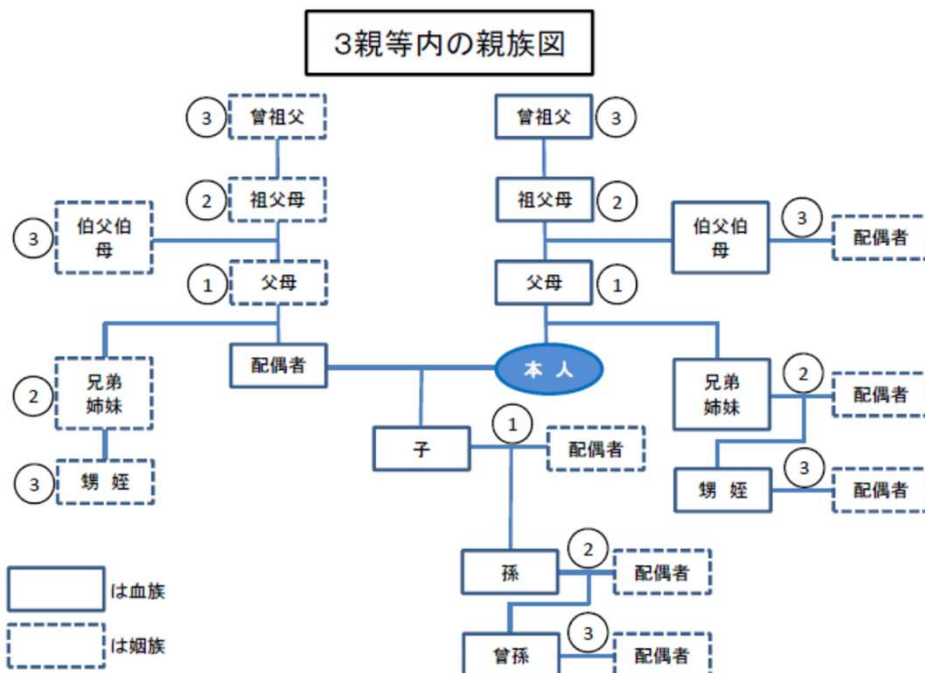 3親等内の親族図
③ 曾祖父
曾祖父 ③
② 祖父母
祖父母 ②
③ 伯父伯
母
伯父伯
母
③ 配偶者
① 父母
父母 ①
配偶者
本 人
② 兄弟
姉妹
兄弟
姉妹
② 配偶者
子 ① 配偶者
③ 甥 姪
甥 姪 ③ 配偶者
孫 ② 配偶者
曾孫 ③ 配偶者
は血族
は姻族